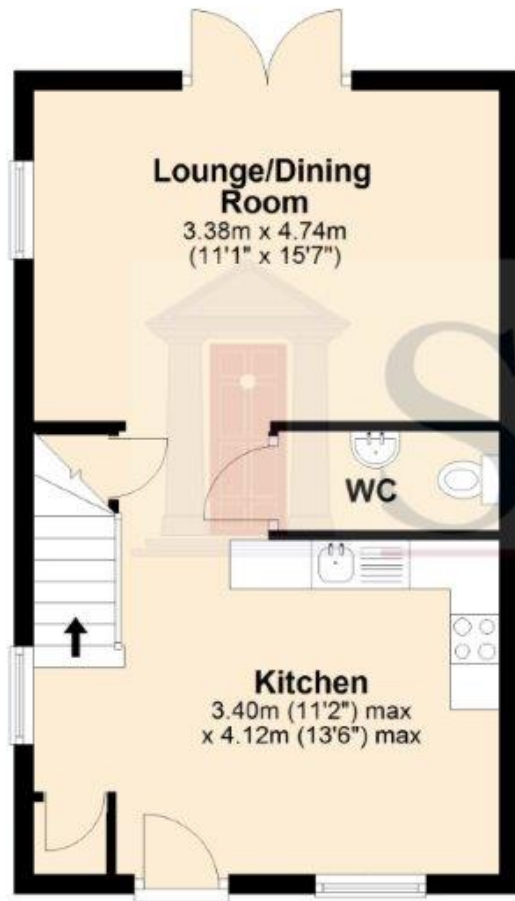 Lounge/Dining
Room
3.38m x 4.74m
(11'1" x 15'7")
S
WC
Kitchen
3.40m (11'2") max
x 4.12m (13'6") max